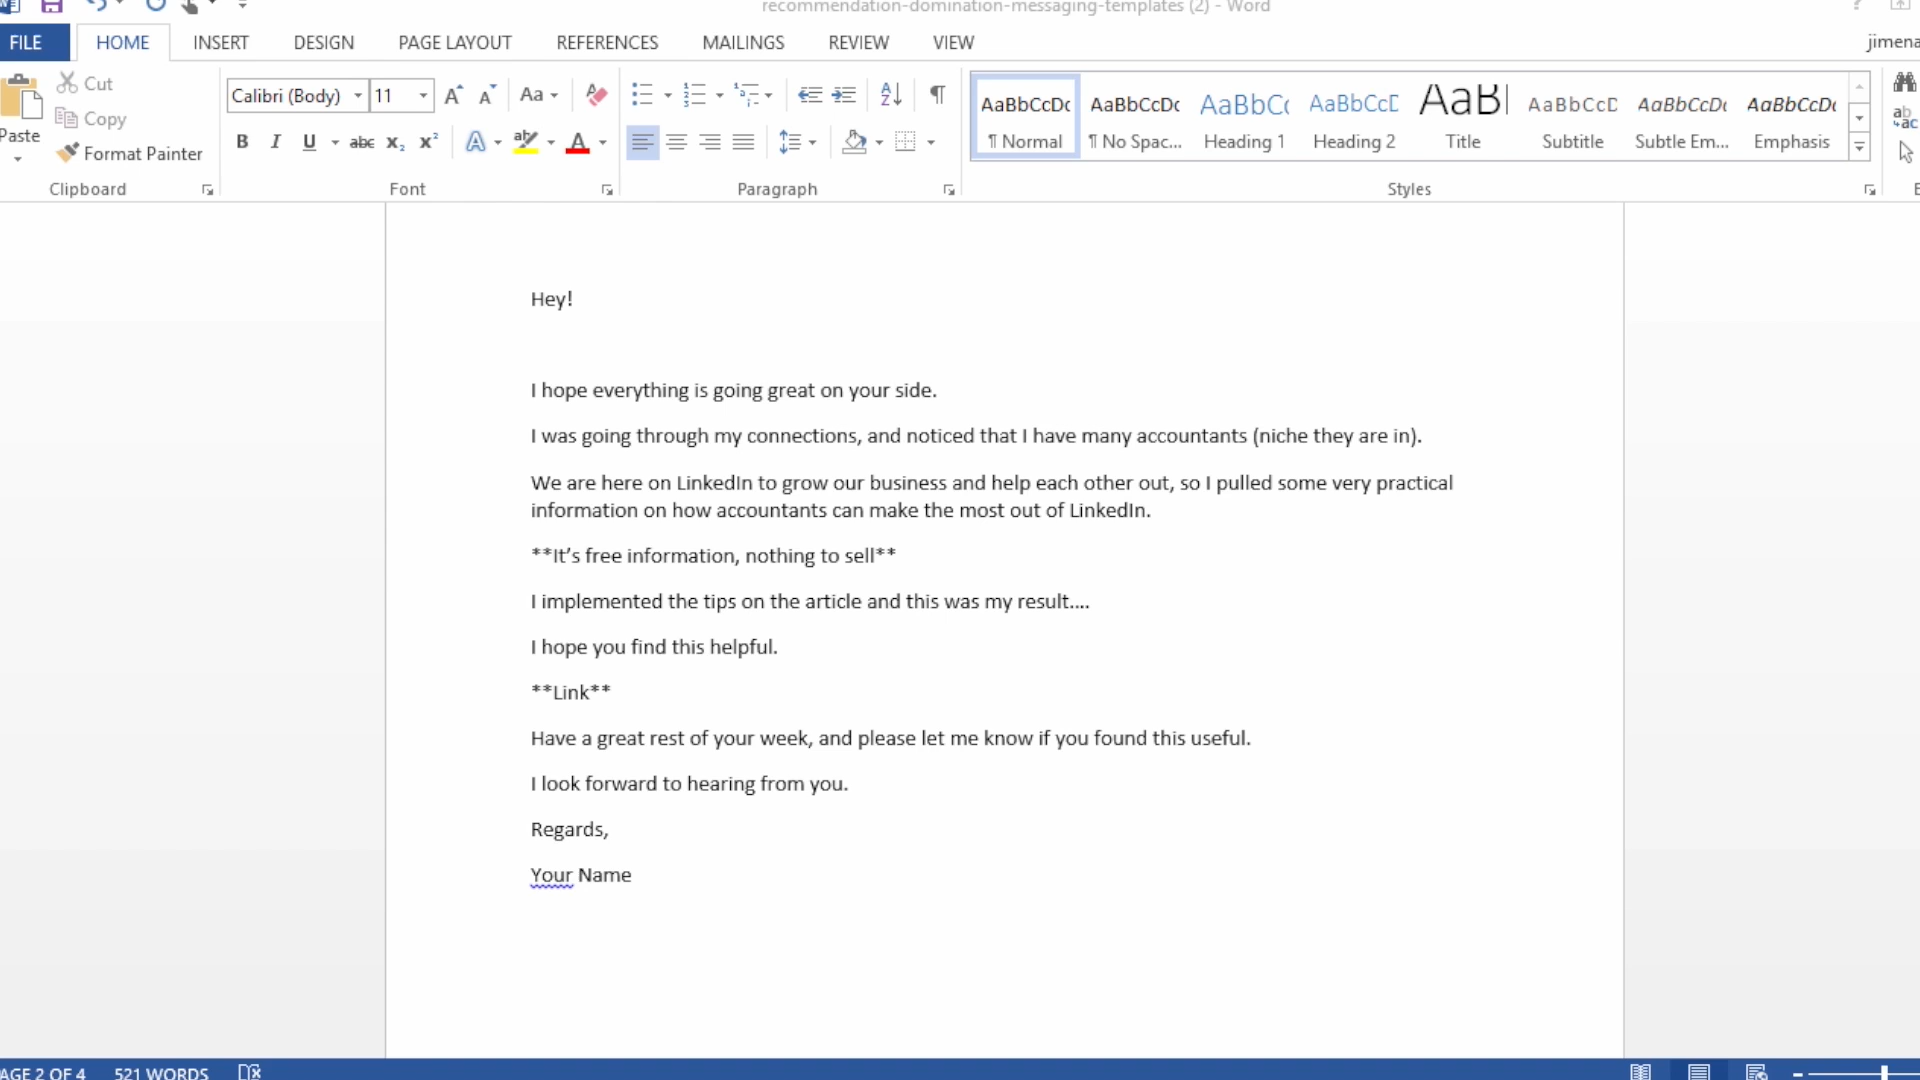 recommendation-domination-messaging-templates (2) - Word
FILE HOME INSERT DESIGN PAGE LAYOUT REFERENCES MAILINGS REVIEW VIEW jimena
Cut
Copy
Paste
Format Painter
Clipboard
Calibri (Body) 11
Font
Paragraph
AaBbCcDc AaBbCcDc AaBbC AaBbCcD AaB AaBbCcD AaBbCcDc AaBbCcDc
¶ Normal ¶ No Spac... Heading 1 Heading 2 Title Subtitle Subtle Em... Emphasis
Styles
Hey!
I hope everything is going great on your side.
I was going through my connections, and noticed that I have many accountants (niche they are in).
We are here on LinkedIn to grow our business and help each other out, so I pulled some very practical
information on how accountants can make the most out of LinkedIn.
**It’s free information, nothing to sell**
I implemented the tips on the article and this was my result....
I hope you find this helpful.
**Link**
Have a great rest of your week, and please let me know if you found this useful.
I look forward to hearing from you.
Regards,
Your Name
AGE 2 OF 4 521 WORDS